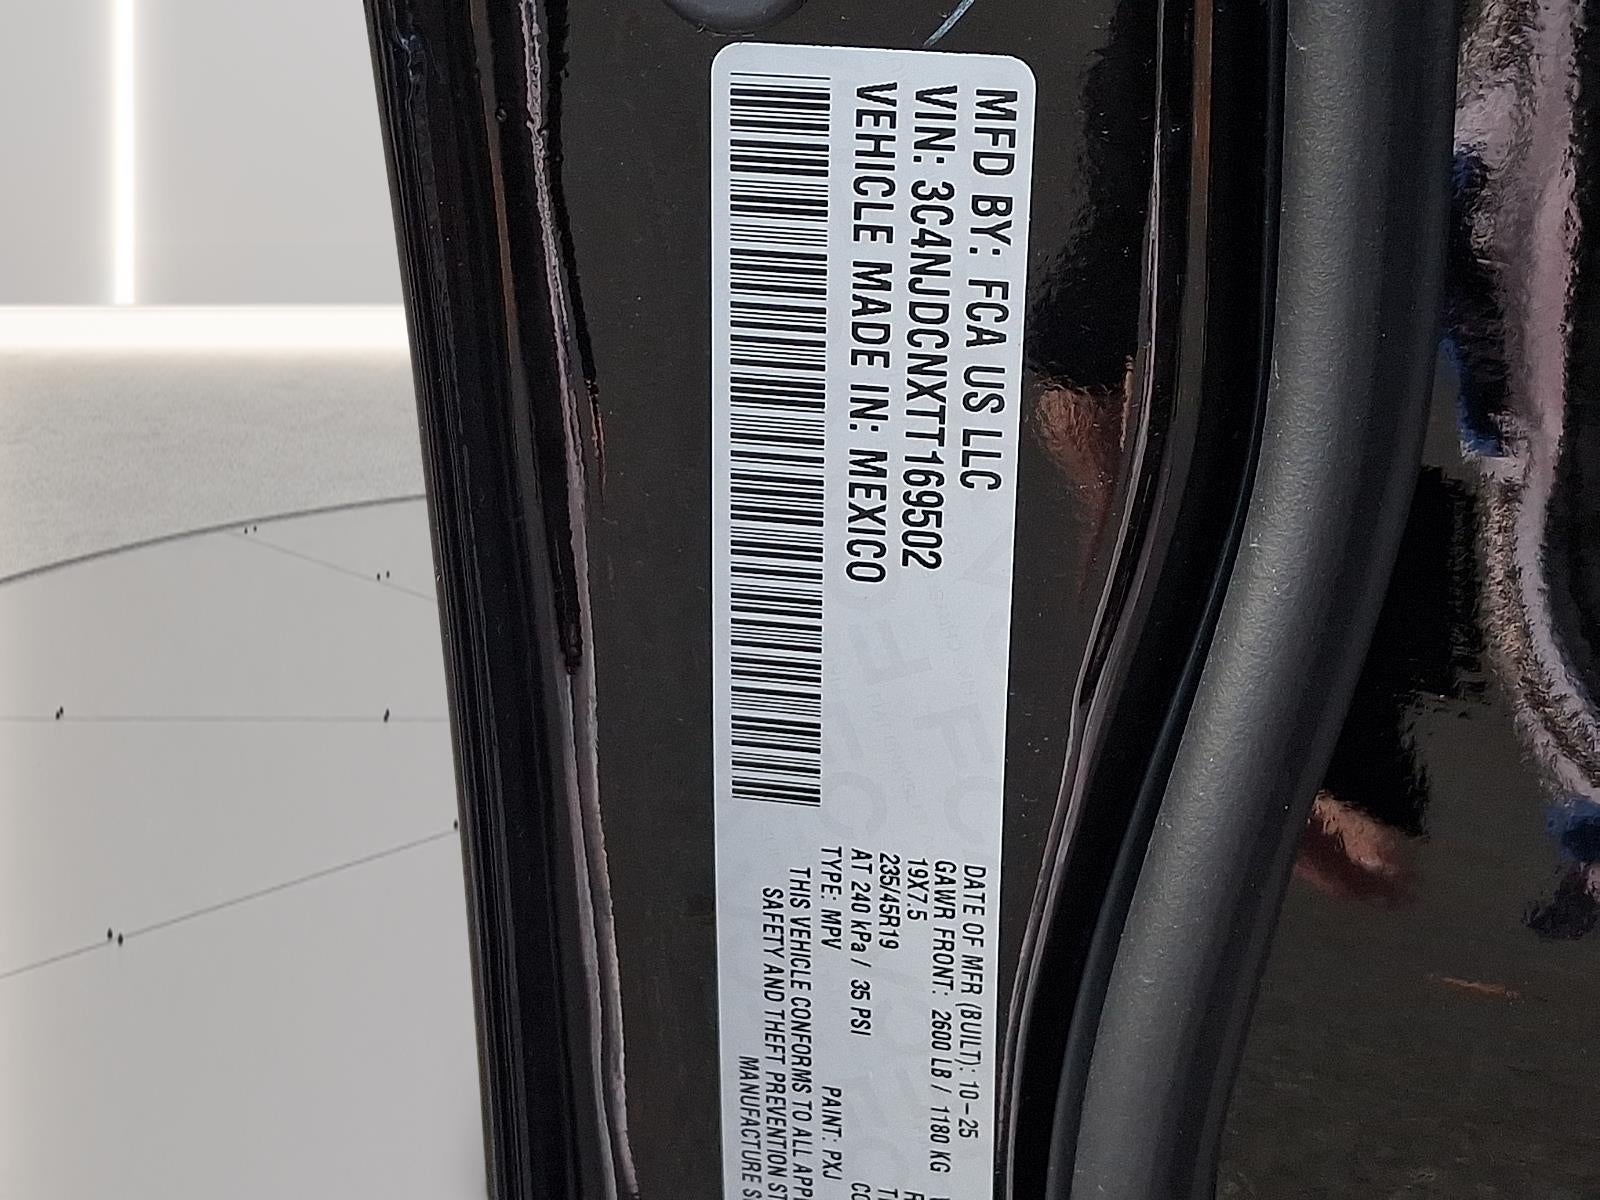 MFD BY: FCA US LLC
VIN: 3C4NJDCNXTT169502
VEHICLE MADE IN: MEXICO
DATE OF MFR (BUILT): 10-25
GAWR FRONT: 2600 LB / 1180 KG
19X7.5
235/45R19
AT 240 kPa / 35 PSI
TYPE: MPV PAINT: PXJ
THIS VEHICLE CONFORMS TO ALL APP
SAFETY AND THEFT PREVENTION ST
MANUFACTURE